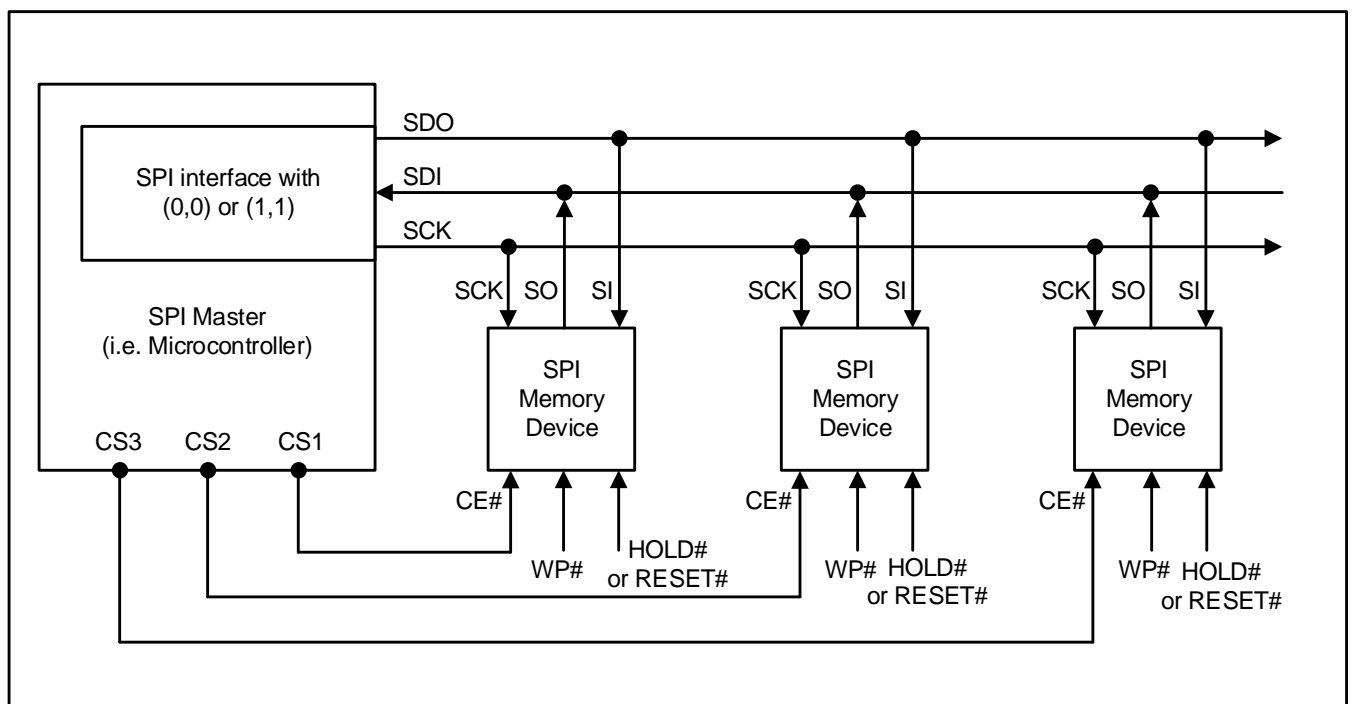 SDO
SPI interface with
(0,0) or (1,1)
SDI
SCK
SPI Master
(i.e. Microcontroller)
SCK SO SI
SCK SO SI
SCK SO SI
SPI
Memory
Device
SPI
Memory
Device
SPI
Memory
Device
CS3 CS2 CS1
CE#
WP#
HOLD#
or RESET#
CE#
WP#
HOLD#
or RESET#
CE#
WP#
HOLD#
or RESET#